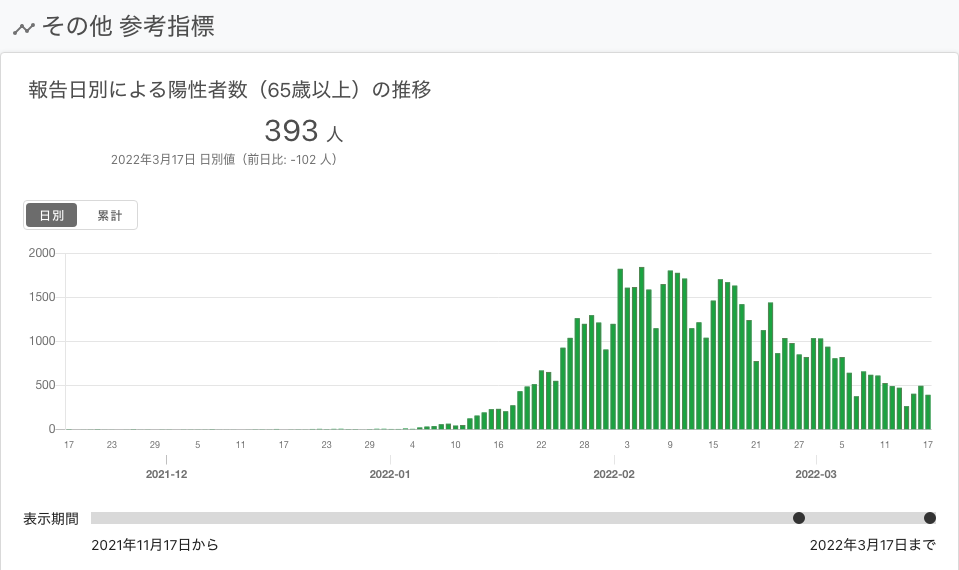 その他 参考指標
報告日別による陽性者数（65歳以上）の推移
393 人
2022年3月17日 日別値（前日比: -102 人）
日別 累計
2000
1500
1000
500
0
17 23 29 5 11 17 23 29 4 10 16 22 28 3 9 15 21 27 5 11 17
2021-12 2022-01 2022-02 2022-03
表示期間
2021年11月17日から 2022年3月17日まで